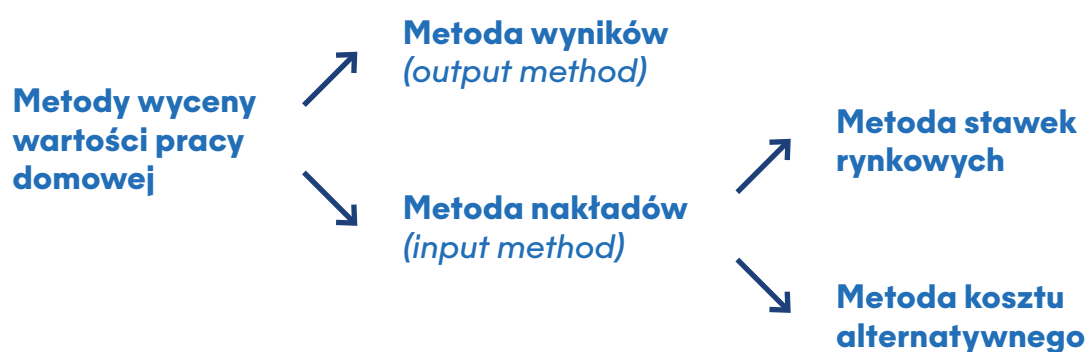 Metody wyceny
wartości pracy
domowej
Metoda wyników
(output method)
Metoda nakładów
(input method)
Metoda stawek
rynkowych
Metoda kosztu
alternatywnego